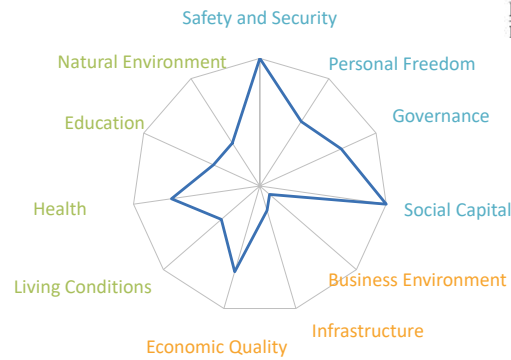 Safety and Security
Natural Environment
Personal Freedom
Education
Governance
Health
Social Capital
Living Conditions
Business Environment
Infrastructure
Economic Quality